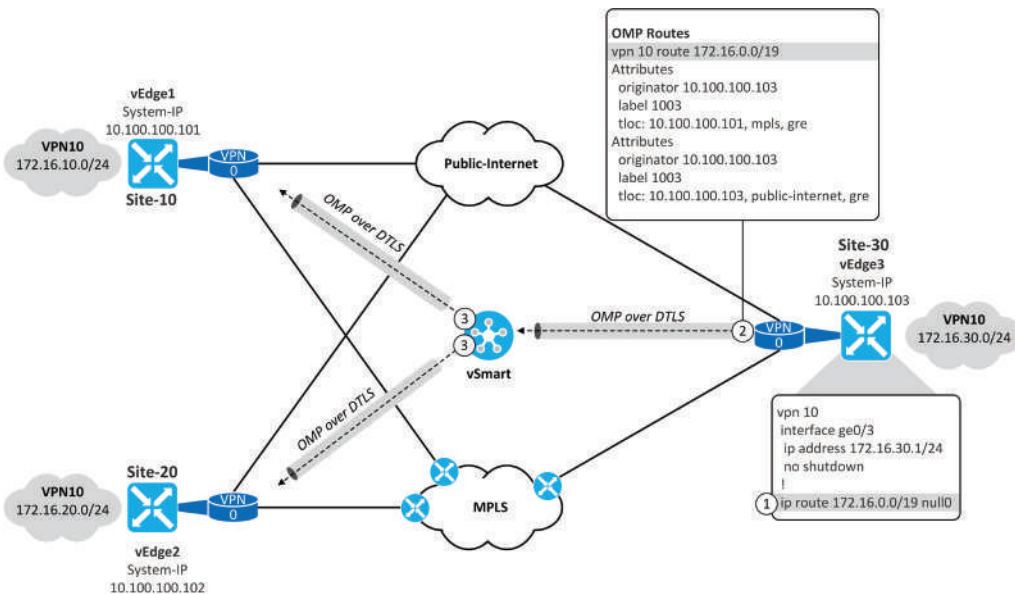 OMP Routes
vpn 10 route 172.16.0.0/19
Attributes
originator 10.100.100.103
label 1003
tloc: 10.100.100.101, mpls, gre
Attributes
originator 10.100.100.103
label 1003
tloc: 10.100.100.103, public-internet, gre
vEdge1
System-IP
10.100.100.101
VPN10
172.16.10.0/24
VPN
0
Site-10
Public-Internet
OMP over DTLS
Site-30
vEdge3
System-IP
10.100.100.103
OMP over DTLS
2
VPN
0
VPN10
172.16.30.0/24
3
3
vSmart
OMP over DTLS
Site-20
VPN10
172.16.20.0/24
VPN
0
vEdge2
System-IP
10.100.100.102
MPLS
vpn 10
interface ge0/3
ip address 172.16.30.1/24
no shutdown
!
1
ip route 172.16.0.0/19 null0